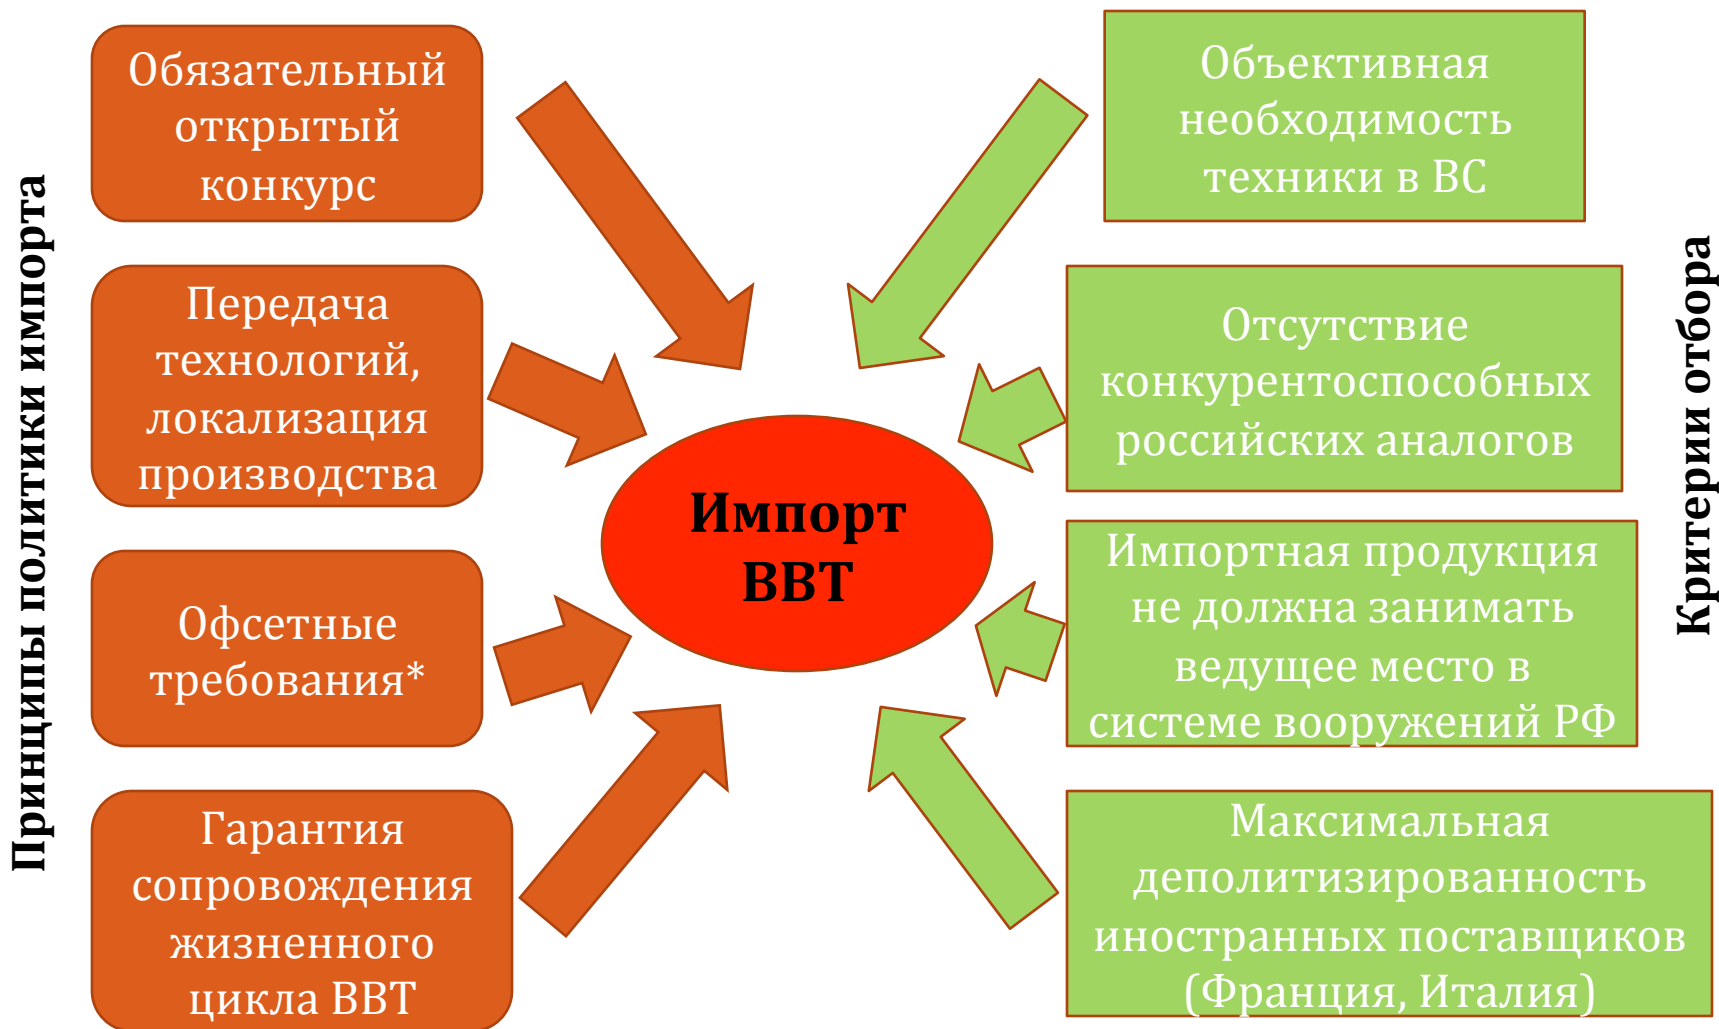 Принципы политики импорта
Обязательный
открытый
конкурс
Передача
технологий,
локализация
производства
Офсетные
требования*
Гарантия
сопровождения
жизненного
цикла ВВТ
Импорт
ВВТ
Объективная
необходимость
техники в ВС
Отсутствие
конкурентоспособных
российских аналогов
Импортная продукция
не должна занимать
ведущее место в
системе вооружений РФ
Максимальная
деполитизированность
иностранных поставщиков
(Франция, Италия)
Критерии отбора